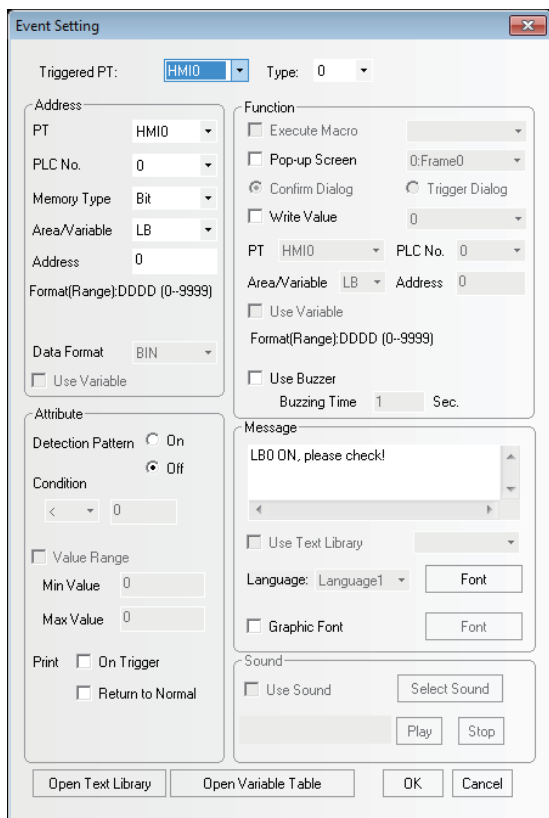 Event Setting
Triggered PT: HMI0 Type: 0
Address
PT HMI0
PLC No. 0
Memory Type Bit
Area/Variable LB
Address 0
Format(Range):DDDD (0--9999)
Data Format BIN
Use Variable
Attribute
Detection Pattern On
Off
Condition
< 0
Value Range
Min Value 0
Max Value 0
Print On Trigger
Return to Normal
Function
Execute Macro
Pop-up Screen 0:Frame0
Confirm Dialog Trigger Dialog
Write Value 0
PT HMI0 PLC No. 0
Area/Variable LB Address 0
Use Variable
Format(Range):DDDD (0--9999)
Use Buzzer
Buzzing Time 1 Sec.
Message
LB0 ON, please check!
Use Text Library
Language: Language1 Font
Graphic Font Font
Sound
Use Sound Select Sound
Play Stop
Open Text Library Open Variable Table OK Cancel